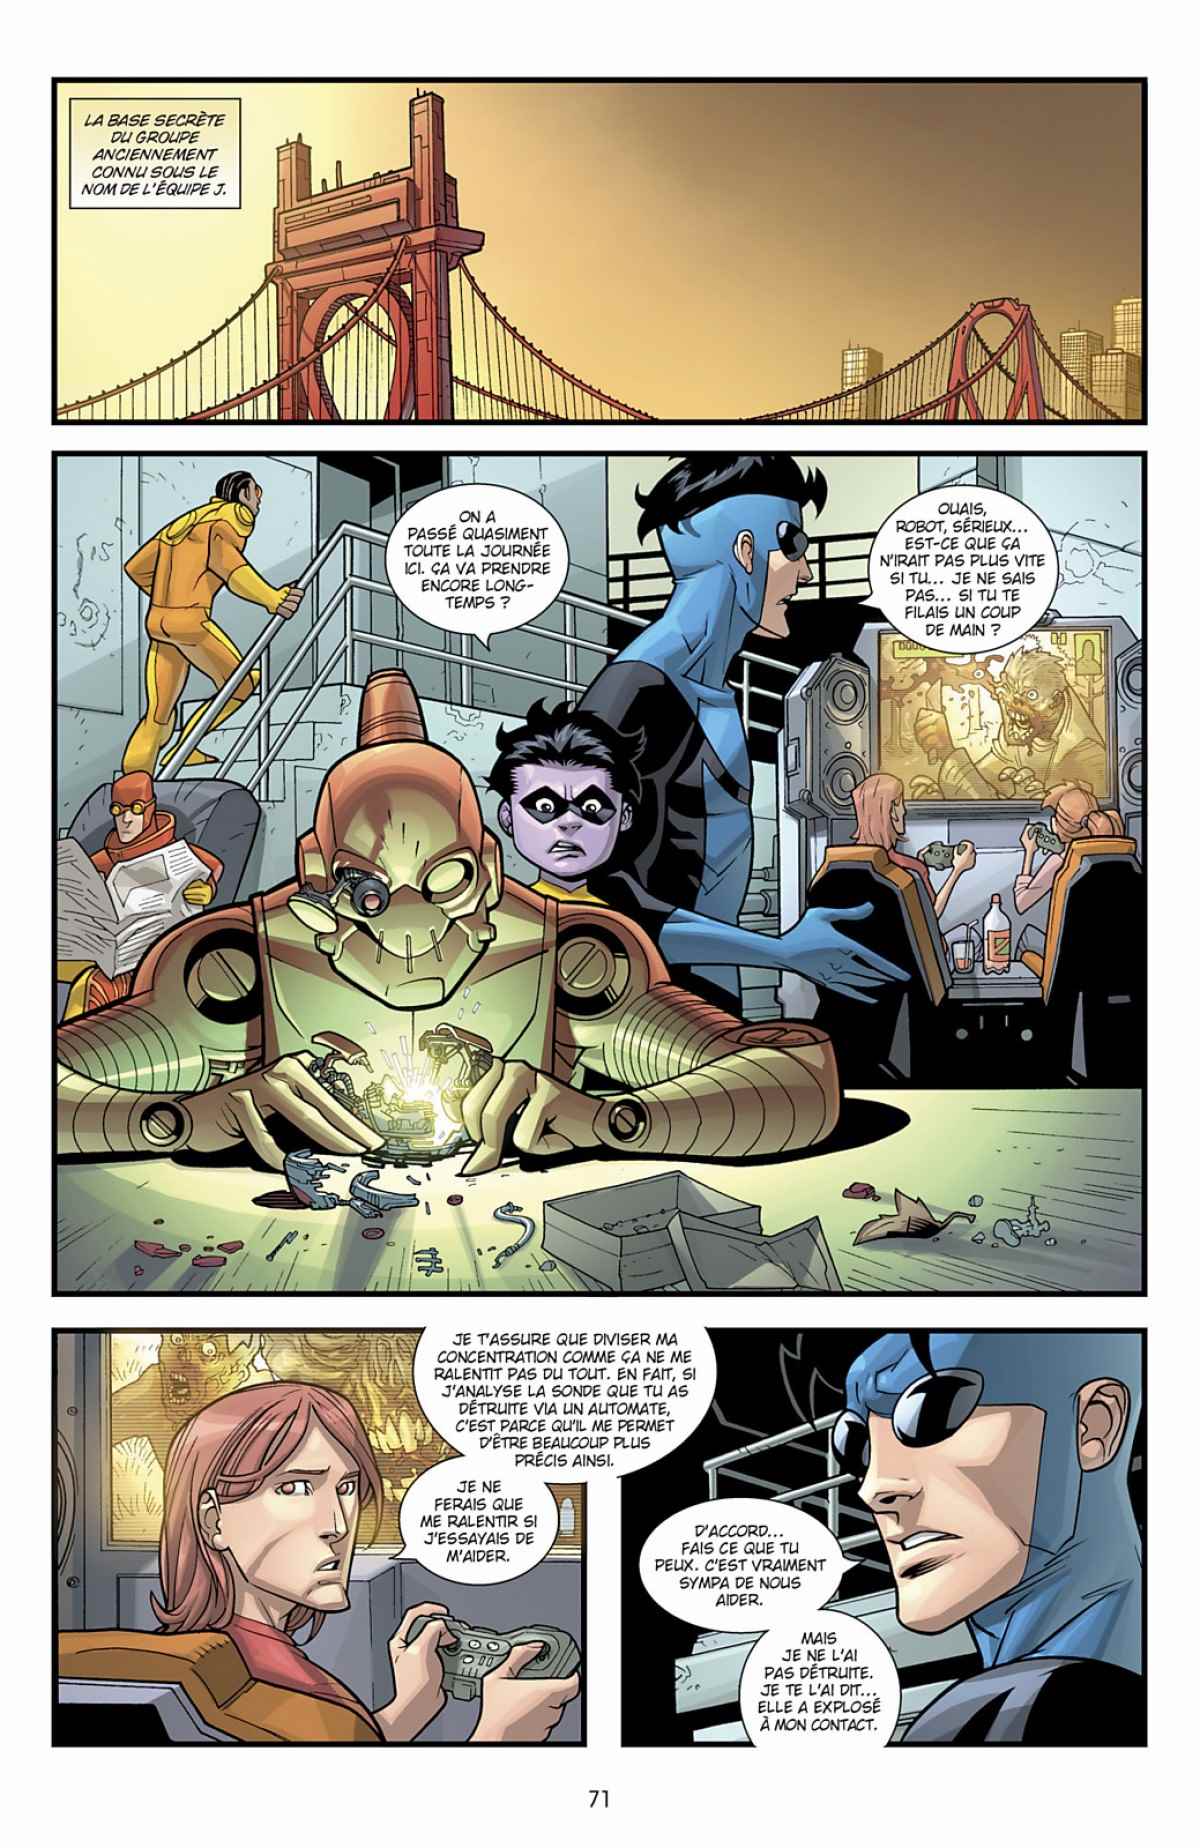 LA BASE SECRÈTE
DU GROUPE
ANCIENNEMENT
CONNU SOUS LE
NOM DE L'ÉQUIPE J.
ON A
PASSÉ QUASIMENT
TOUTE LA JOURNÉE
ICI. ÇA VA PRENDRE
ENCORE LONG-
TEMPS ?
OUAIS,
ROBOT, SÉRIEUX...
EST-CE QUE ÇA
N'IRAIT PAS PLUS VITE
SI TU... JE NE SAIS
PAS... SI TU TE
FILAIS UN COUP
DE MAIN ?
JE T'ASSURE QUE DIVISER MA
CONCENTRATION COMME ÇA NE ME
RALENTIT PAS DU TOUT. EN FAIT, SI
J'ANALYSE LA SONDE QUE TU AS
DÉTRUITE VIA UN AUTOMATE,
C'EST PARCE QU'IL ME PERMET
D'ÊTRE BEAUCOUP PLUS
PRÉCIS AINSI.
JE NE
FERAIS QUE
ME RALENTIR SI
J'ESSAYAIS DE
M'AIDER.
D'ACCORD...
FAIS CE QUE TU
PEUX. C'EST VRAIMENT
SYMPA DE NOUS
AIDER.
MAIS
JE NE L'AI
PAS DÉTRUITE.
JE TE L'AI DIT...
ELLE A EXPLOSÉ
À MON CONTACT.
71